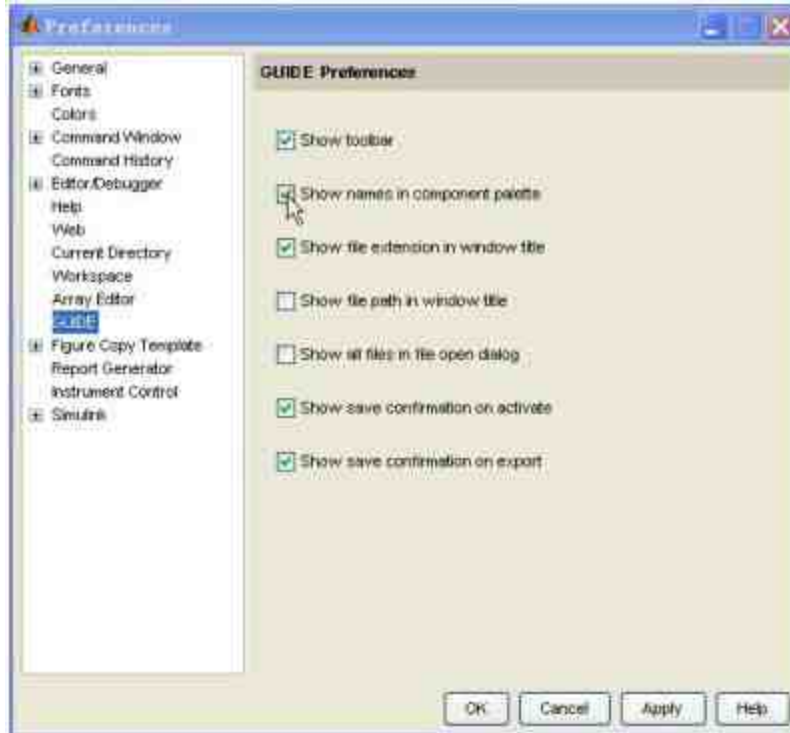 Preferences
General
Fonts
Colors
Command Window
Command History
Editor/Debugger
Help
Web
Current Directory
Workspace
Array Editor
GUIDE
Figure Copy Template
Report Generator
Instrument Control
Simulink
GUIDE Preferences
Show toolbar
Show names in component palette
Show file extension in window title
Show file path in window title
Show all files in file open dialog
Show save confirmation on activate
Show save confirmation on export
OK
Cancel
Apply
Help